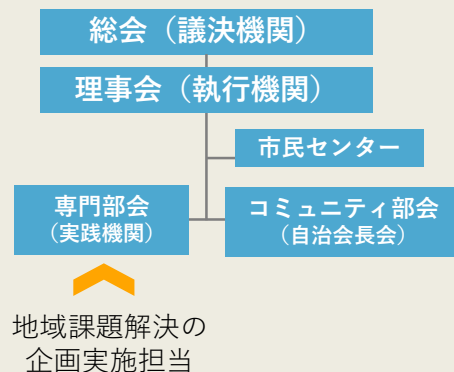 総会（議決機関）
理事会（執行機関）
市民センター
専門部会
（実践機関）
コミュニティ部会
（自治会長会）
地域課題解決の
企画実施担当